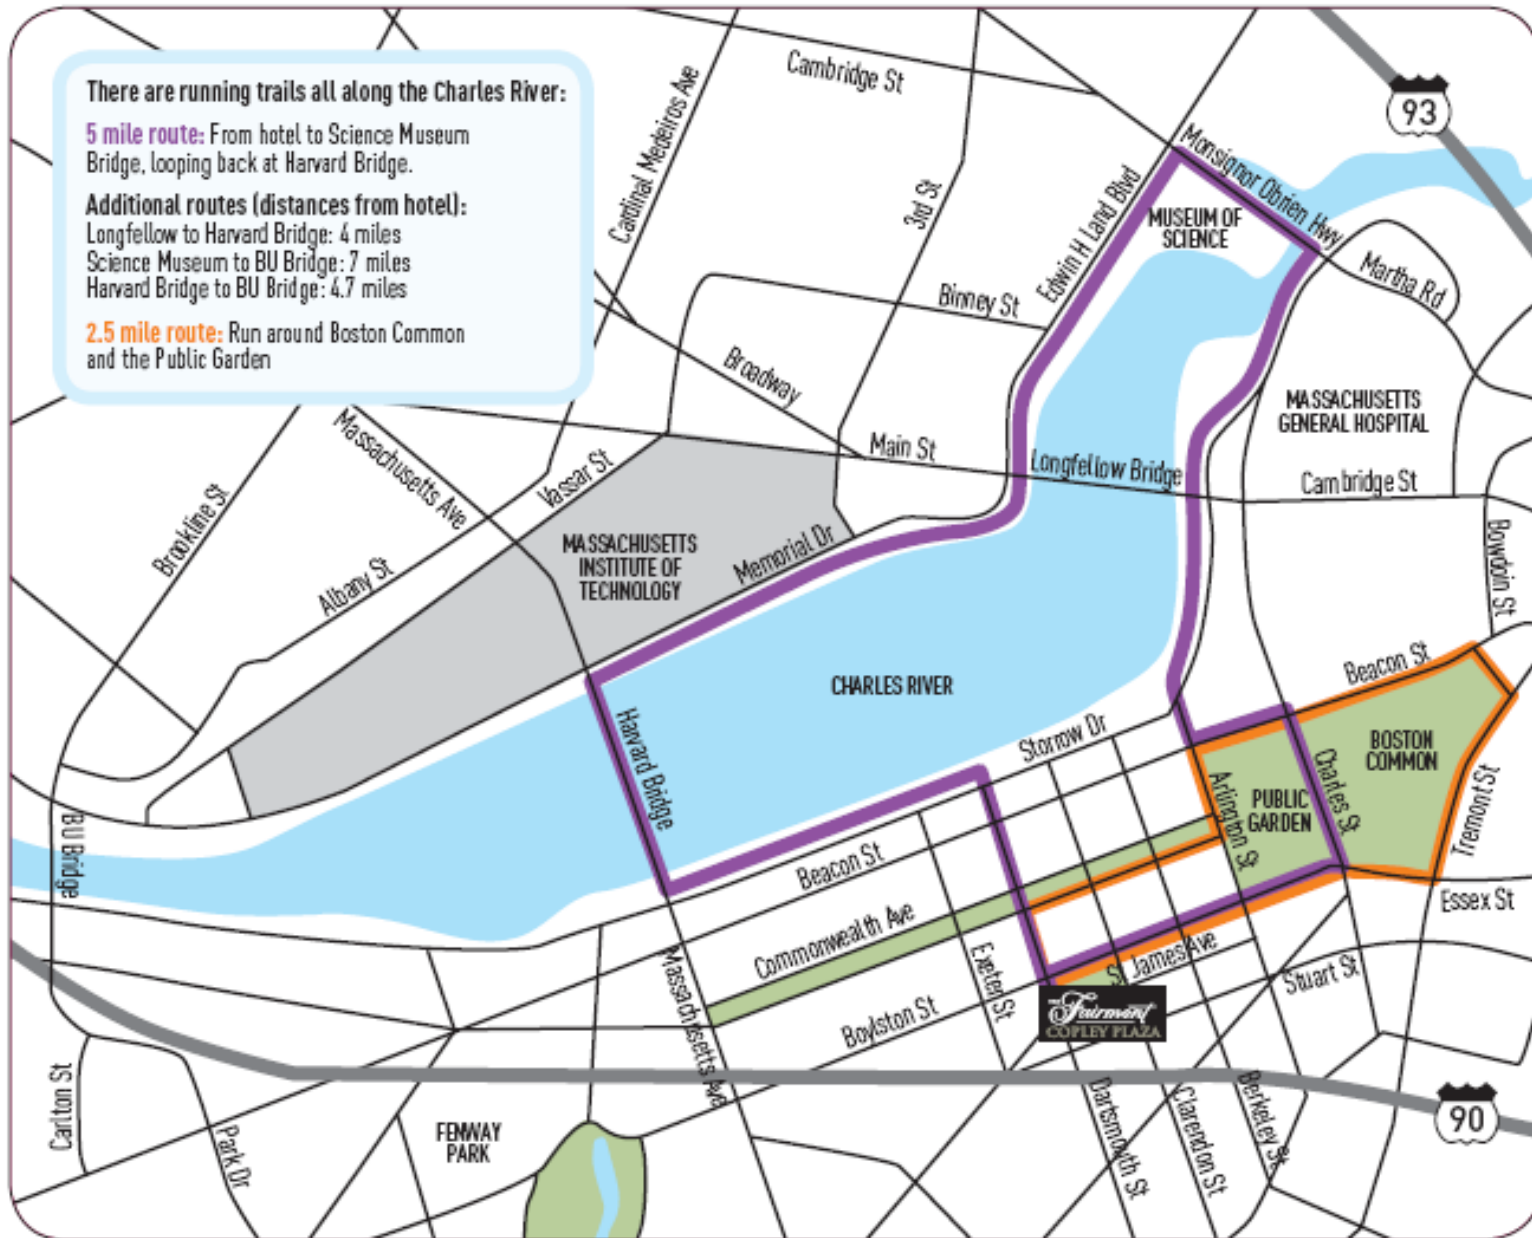 There are running trails all along the Charles River:
5 mile route: From hotel to Science Museum
Bridge, looping back at Harvard Bridge.
Additional routes (distances from hotel):
Longfellow to Harvard Bridge: 4 miles
Science Museum to BU Bridge: 7 miles
Harvard Bridge to BU Bridge: 4.7 miles
2.5 mile route: Run around Boston Common
and the Public Garden
Cambridge St
93
Cardinal Medeiros Ave
3rd St
Edwin H Land Blvd
Monsignor Obrien Hwy
MUSEUM OF
SCIENCE
Martha Rd
Binney St
Broadway
Main St
Longfellow Bridge
MASSACHUSETTS
GENERAL HOSPITAL
Cambridge St
Bowdoin St
Massachusetts Ave
Vassar St
Brookline St
Albany St
MASSACHUSETTS
INSTITUTE OF
TECHNOLOGY
Memorial Dr
CHARLES RIVER
Harvard Bridge
Storrow Dr
Beacon St
BOSTON
COMMON
Charles St
PUBLIC
GARDEN
Arlington St
Tremont St
Essex St
BU Bridge
Beacon St
Commonwealth Ave
Exeter St
St James Ave
Stuart St
Boylston St
THE
Fairmont
COPLEY PLAZA
Massachusetts Ave
Carlton St
Park Dr
FENWAY
PARK
Dartsmouth St
Clarendon St
Berkeley St
90